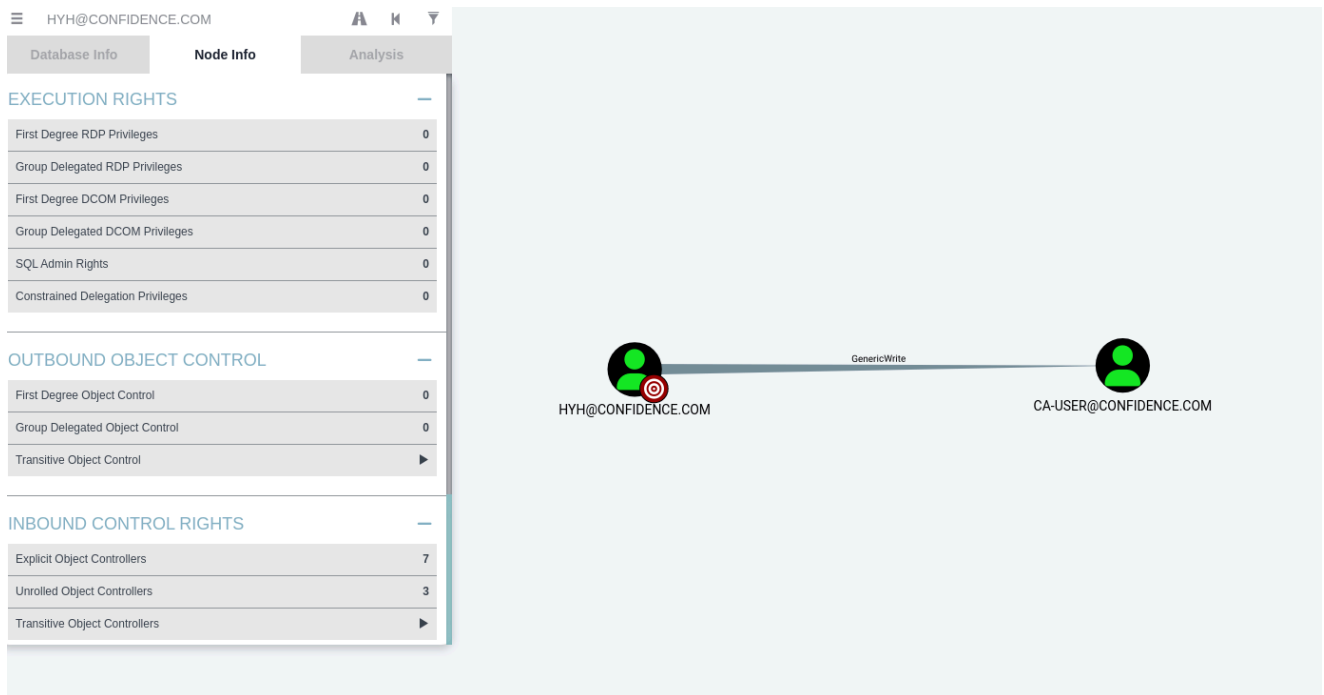 HYH@CONFIDENCE.COM
Database Info Node Info Analysis
EXECUTION RIGHTS
First Degree RDP Privileges 0
Group Delegated RDP Privileges 0
First Degree DCOM Privileges 0
Group Delegated DCOM Privileges 0
SQL Admin Rights 0
Constrained Delegation Privileges 0
OUTBOUND OBJECT CONTROL
First Degree Object Control 0
Group Delegated Object Control 0
Transitive Object Control
INBOUND CONTROL RIGHTS
Explicit Object Controllers 7
Unrolled Object Controllers 3
Transitive Object Controllers
GenericWrite
HYH@CONFIDENCE.COM
CA-USER@CONFIDENCE.COM